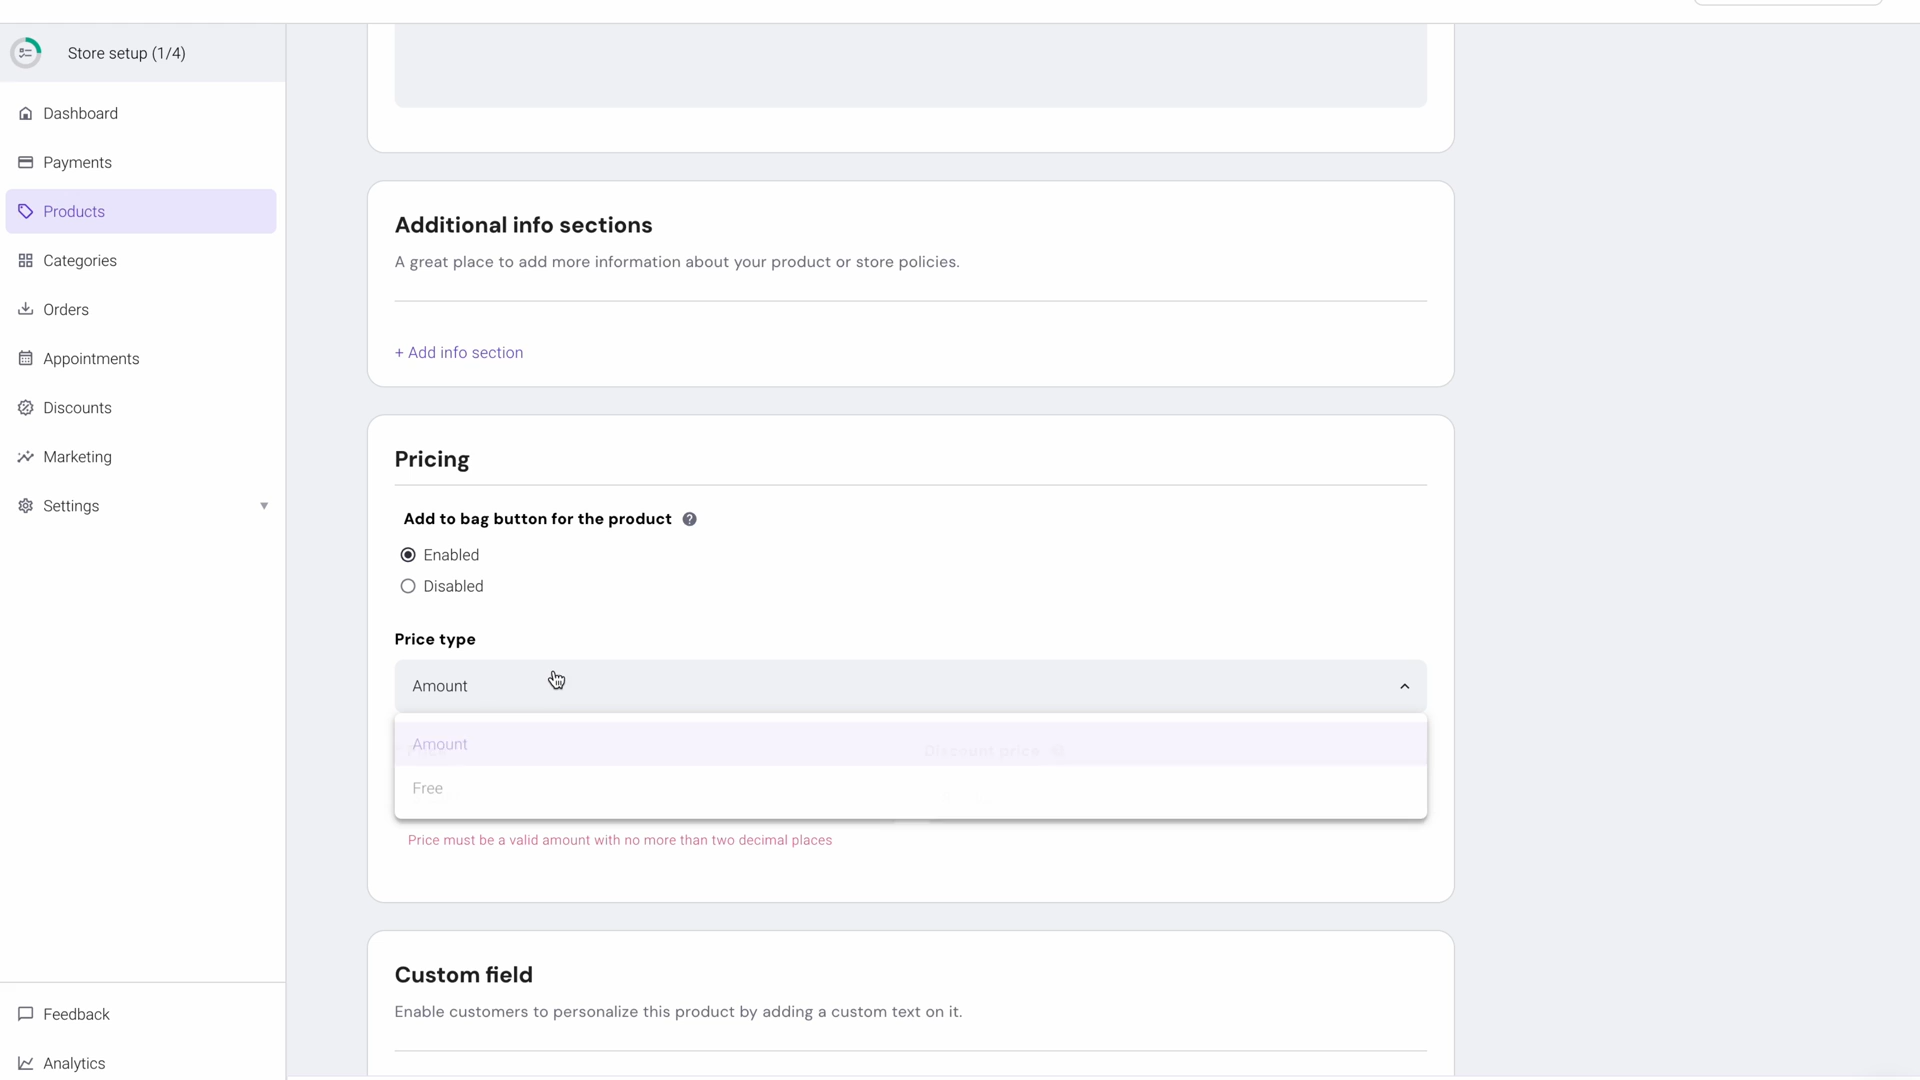 Store setup (1/4)
Dashboard
Payments
Products
Categories
Orders
Appointments
Discounts
Marketing
Settings
Feedback
Analytics
Additional info sections
A great place to add more information about your product or store policies.
+ Add info section
Pricing
Add to bag button for the product
Enabled
Disabled
Price type
Amount
Amount
Discount price
Free
Price must be a valid amount with no more than two decimal places
Custom field
Enable customers to personalize this product by adding a custom text on it.